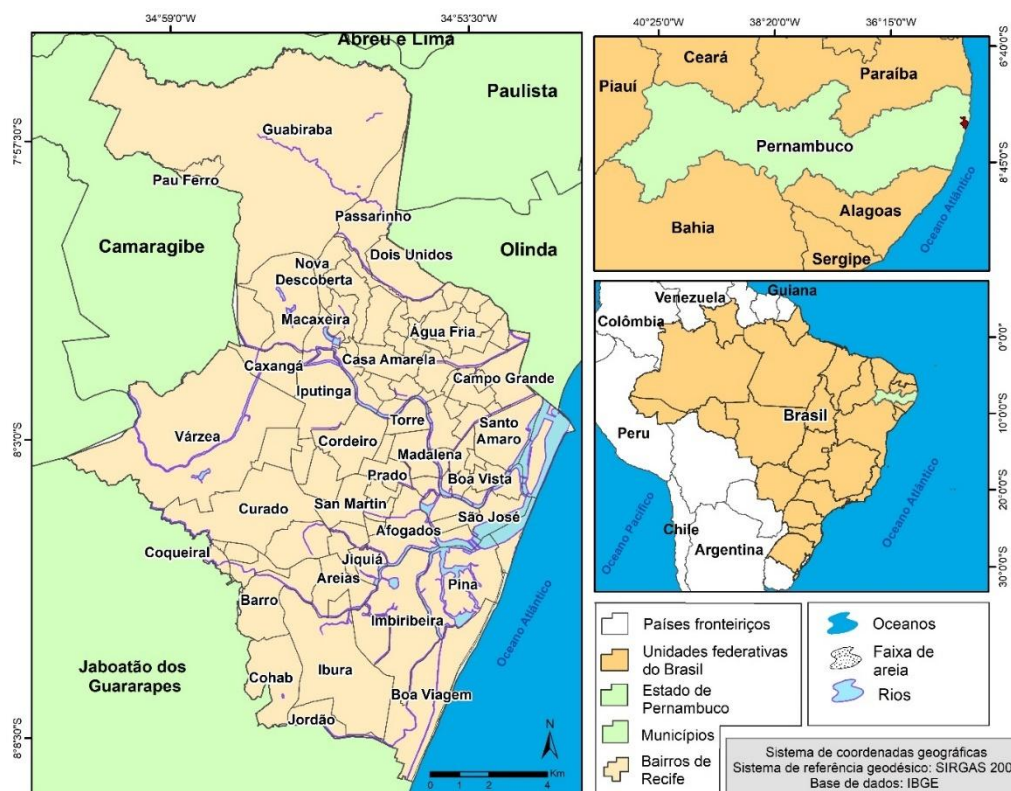 34°59'0"W
34°53'30"W
7°57'30"S
8°3'0"S
8°8'30"S
Abreu e Lima
Paulista
Guabiraba
Pau Ferro
Passarinho
Camaragibe
Olinda
Dois Unidos
Nova
Descoberta
Macaxeira
Água Fria
Caxangá
Casa Amarela
Iputinga
Campo Grande
Torre
Santo
Amaro
Várzea
Cordeiro
Madalena
Prado
Boa Vista
Curado
San Martin
São José
Afogados
Coqueiral
Jiquiá
Areias
Pina
Barro
Imbiribeira
Oceano Atlântico
Jaboatão dos
Guararapes
Cohab
Ibura
Boa Viagem
Jordão
N
0 2 4
Km
40°25'0"W
38°20'0"W
36°15'0"W
6°40'0"S
8°45'0"S
Ceará
Piauí
Paraíba
Pernambuco
Bahia
Alagoas
Sergipe
Oceano Atlântico
Venezuela
Guiana
Colômbia
0°0'0"
Brasil
Peru
10°0'0"S
20°0'0"S
Chile
Argentina
30°0'0"S
Oceano Pacífico
Oceano Atlântico
Países fronteiriços
Unidades federativas
do Brasil
Estado de
Pernambuco
Municípios
Bairros de
Recife
Oceanos
Faixa de
areia
Rios
Sistema de coordenadas geográficas
Sistema de referência geodésico: SIRGAS 200
Base de dados: IBGE